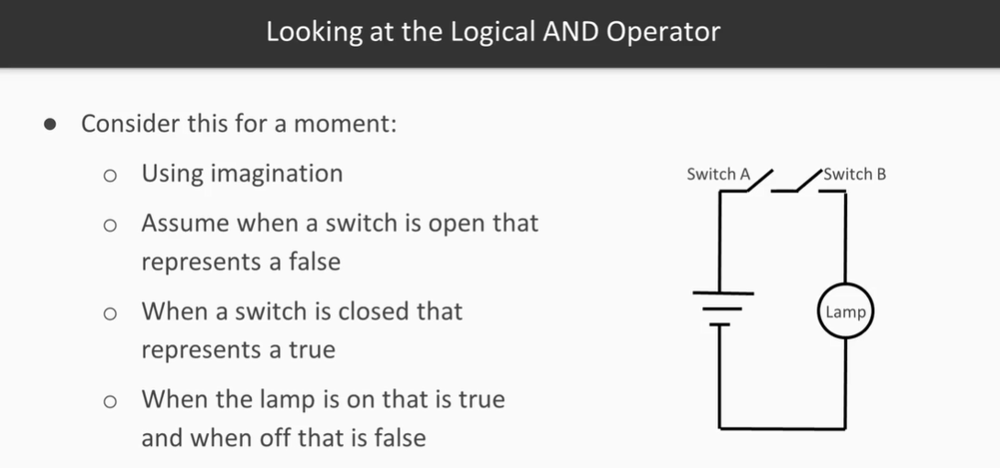 Looking at the Logical AND Operator
Consider this for a moment:
Using imagination
Assume when a switch is open that
represents a false
When a switch is closed that
represents a true
When the lamp is on that is true
and when off that is false
Switch A
Switch B
Lamp